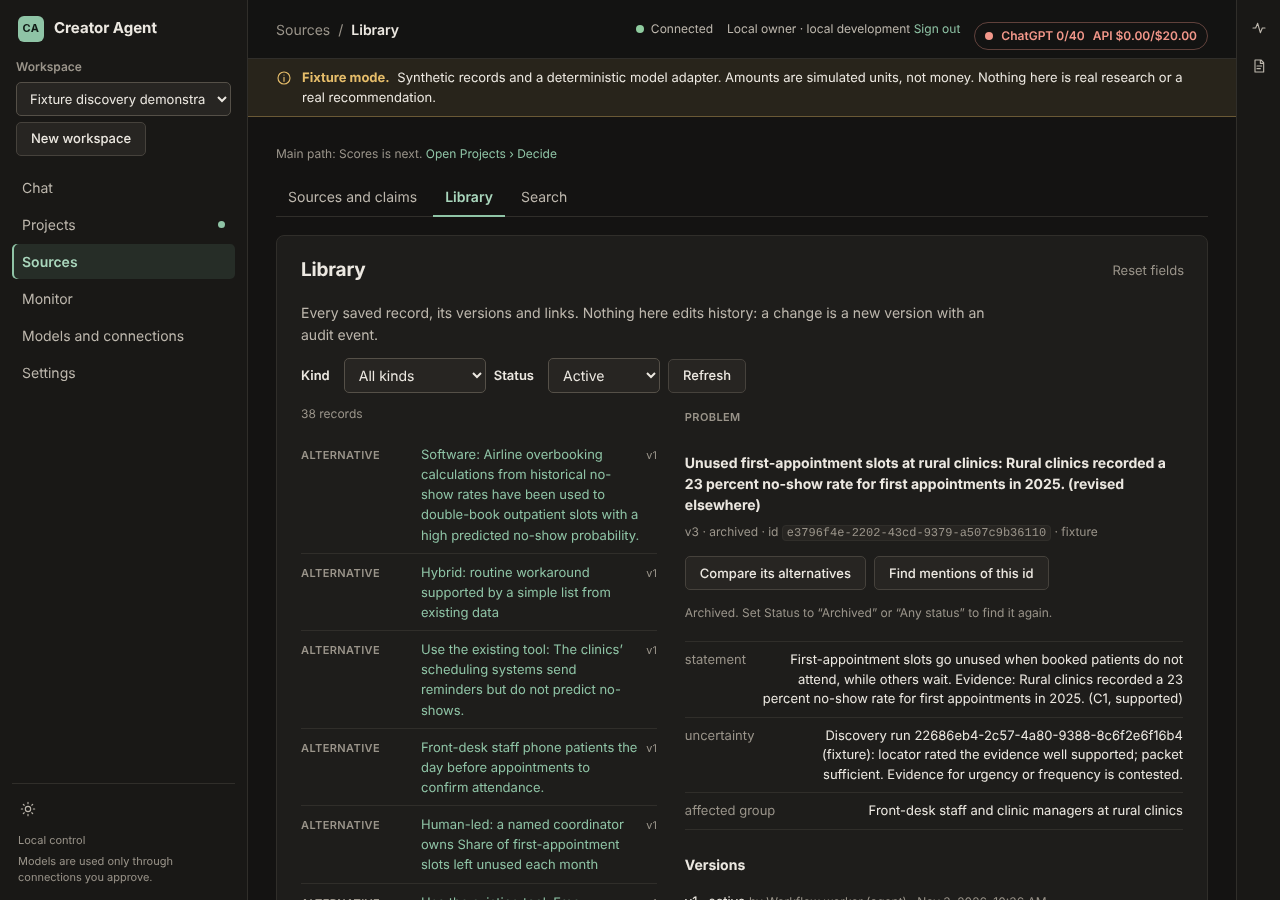 CA Creator Agent
Workspace
Fixture discovery demonstra
New workspace
Chat
Projects
Sources
Monitor
Models and connections
Settings
Local control
Models are used only through
connections you approve.
Sources / Library
Connected Local owner · local development Sign out ChatGPT 0/40 API $0.00/$20.00
Fixture mode. Synthetic records and a deterministic model adapter. Amounts are simulated units, not money. Nothing here is real research or a
real recommendation.
Main path: Scores is next. Open Projects › Decide
Sources and claims Library Search
Library
Reset fields
Every saved record, its versions and links. Nothing here edits history: a change is a new version with an
audit event.
Kind All kinds Status Active Refresh
38 records
ALTERNATIVE Software: Airline overbooking v1
calculations from historical no-
show rates have been used to
double-book outpatient slots with a
high predicted no-show probability.
ALTERNATIVE Hybrid: routine workaround v1
supported by a simple list from
existing data
ALTERNATIVE Use the existing tool: The clinics’ v1
scheduling systems send
reminders but do not predict no-
shows.
ALTERNATIVE Front-desk staff phone patients the v1
day before appointments to
confirm attendance.
ALTERNATIVE Human-led: a named coordinator v1
owns Share of first-appointment
slots left unused each month
PROBLEM
Unused first-appointment slots at rural clinics: Rural clinics recorded a
23 percent no-show rate for first appointments in 2025. (revised
elsewhere)
v3 · archived · id e3796f4e-2202-43cd-9379-a507c9b36110 · fixture
Compare its alternatives Find mentions of this id
Archived. Set Status to “Archived” or “Any status” to find it again.
statement First-appointment slots go unused when booked patients do not
attend, while others wait. Evidence: Rural clinics recorded a 23
percent no-show rate for first appointments in 2025. (C1, supported)
uncertainty Discovery run 22686eb4-2c57-4a80-9388-8c6f2e6f16b4
(fixture): locator rated the evidence well supported; packet
sufficient. Evidence for urgency or frequency is contested.
affected group Front-desk staff and clinic managers at rural clinics
Versions